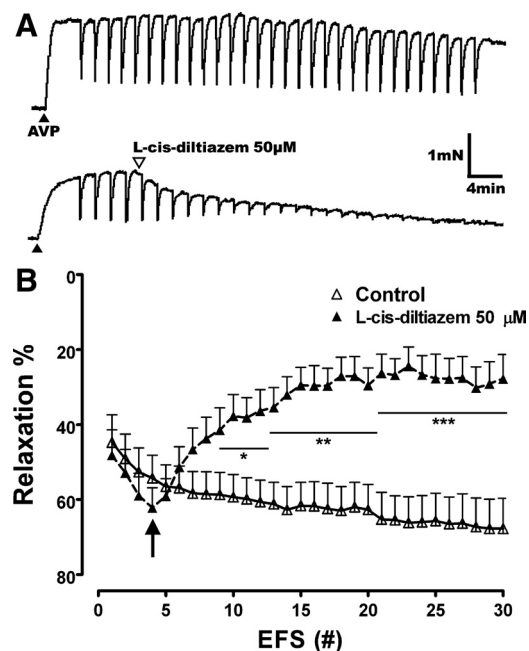 A
AVP
L-cis-diltiazem 50µM
1mN
4min
B
0
20
40
60
80
Relaxation %
Control
L-cis-diltiazem 50 µM
*
**
***
0 5 10 15 20 25 30
EFS (#)